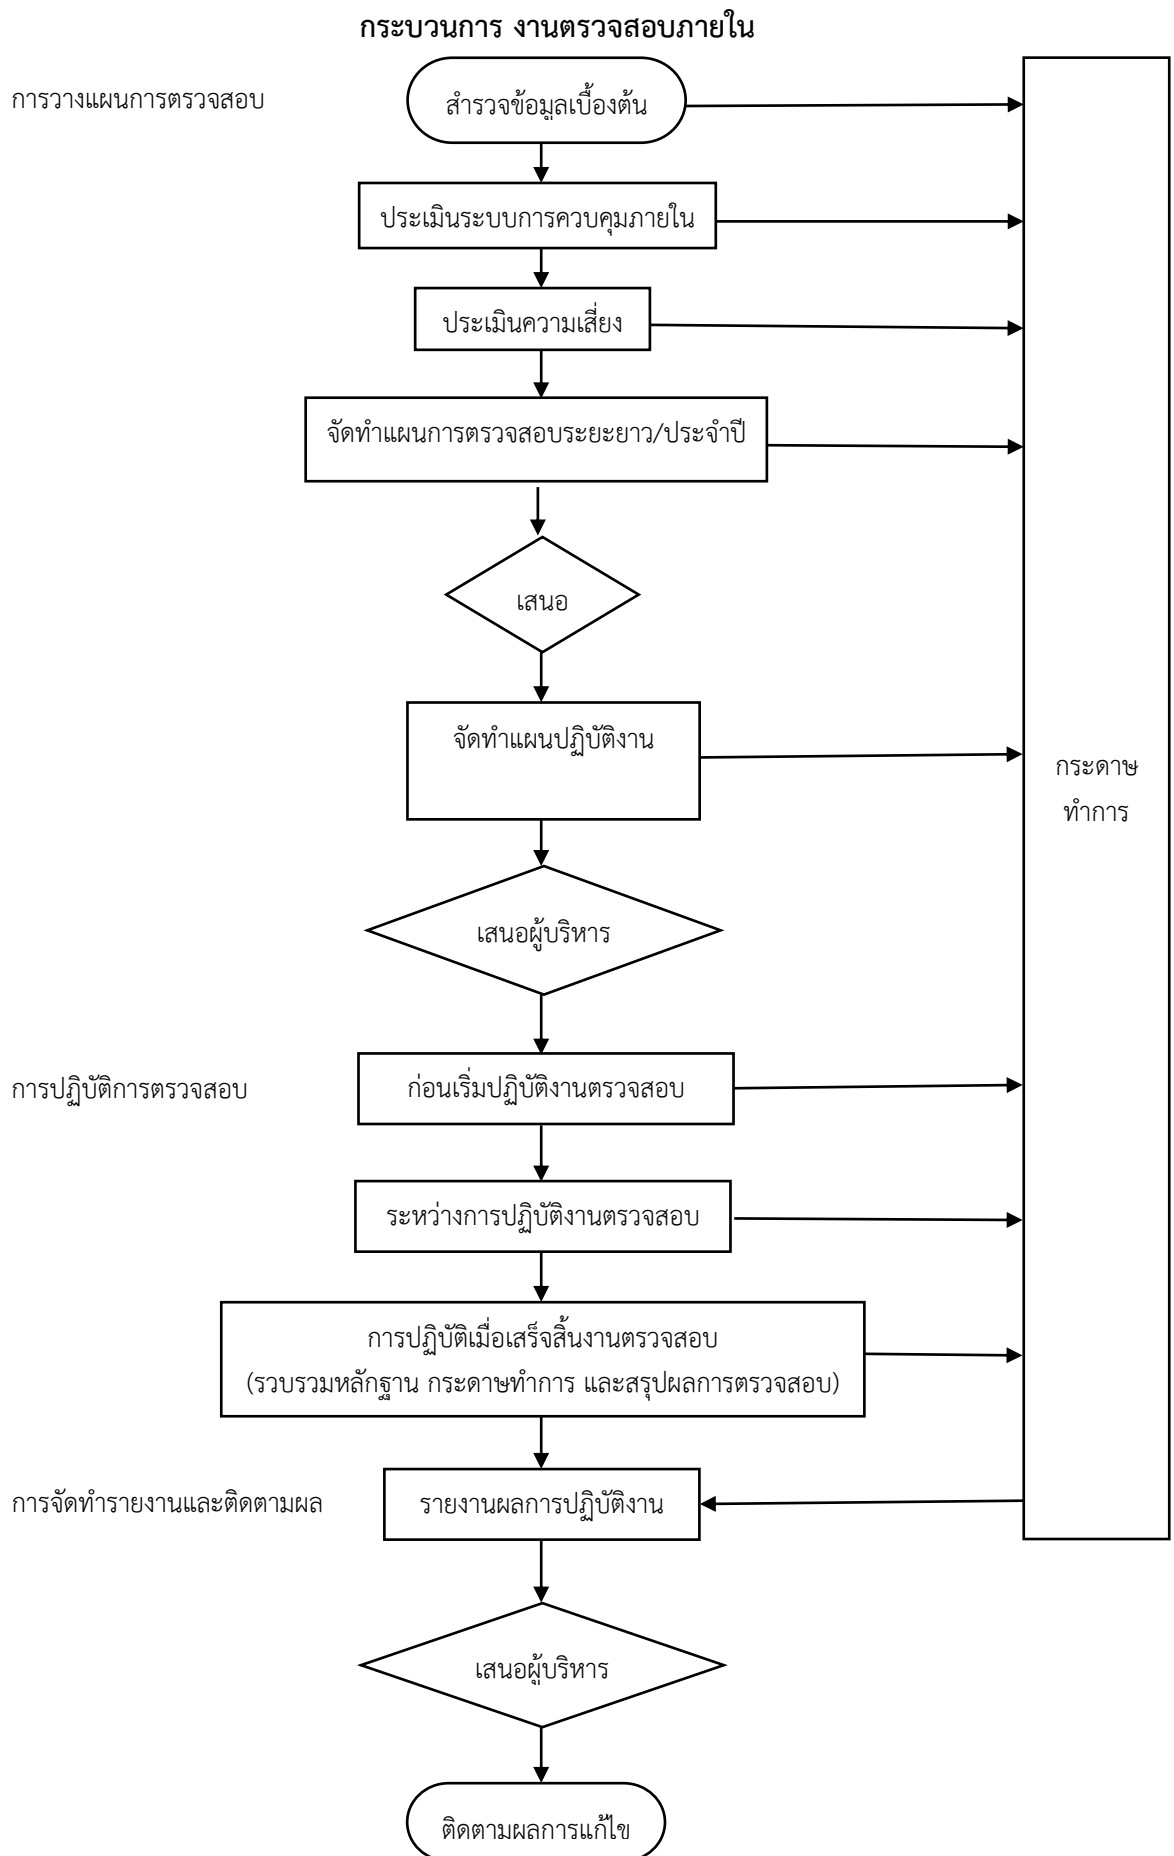 กระบวนการ งานตรวจสอบภายใน
การวางแผนการตรวจสอบ
สำรวจข้อมูลเบื้องต้น
ประเมินระบบการควบคุมภายใน
ประเมินความเสี่ยง
จัดทำแผนการตรวจสอบระยะยาว/ประจำปี
เสนอ
จัดทำแผนปฏิบัติงาน
กระดาษ
ทำการ
เสนอผู้บริหาร
การปฏิบัติการตรวจสอบ
ก่อนเริ่มปฏิบัติงานตรวจสอบ
ระหว่างการปฏิบัติงานตรวจสอบ
การปฏิบัติเมื่อเสร็จสิ้นงานตรวจสอบ
(รวบรวมหลักฐาน กระดาษทำการ และสรุปผลการตรวจสอบ)
การจัดทำรายงานและติดตามผล
รายงานผลการปฏิบัติงาน
เสนอผู้บริหาร
ติดตามผลการแก้ไข